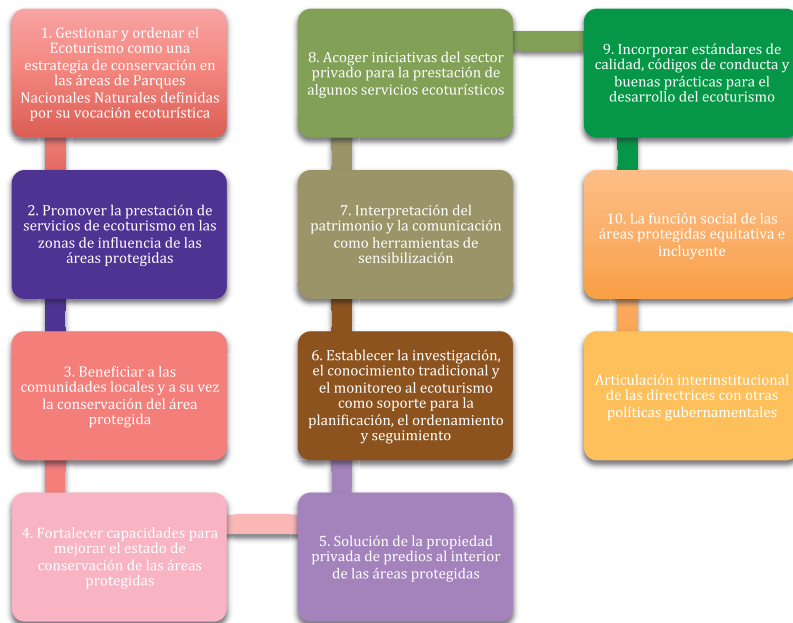 1. Gestionar y ordenar el
Ecoturismo como una
estrategia de conservación en
las áreas de Parques
Nacionales Naturales definidas
por su vocación ecoturística
2. Promover la prestación de
servicios de ecoturismo en las
zonas de influencia de las
áreas protegidas
3. Beneficiar a las
comunidades locales y a su vez
la conservación del área
protegida
4. Fortalecer capacidades para
mejorar el estado de
conservación de las áreas
protegidas
5. Solución de la propiedad
privada de predios al interior
de las áreas protegidas
6. Establecer la investigación,
el conocimiento tradicional y
el monitoreo al ecoturismo
como soporte para la
planificación, el ordenamiento
y seguimiento
7. Interpretación del
patrimonio y la comunicación
como herramientas de
sensibilización
8. Acoger iniciativas del sector
privado para la prestación de
algunos servicios ecoturísticos
9. Incorporar estándares de
calidad, códigos de conducta y
buenas prácticas para el
desarrollo del ecoturismo
10. La función social de las
áreas protegidas equitativa e
incluyente
Articulación interinstitucional
de las directrices con otras
políticas gubernamentales